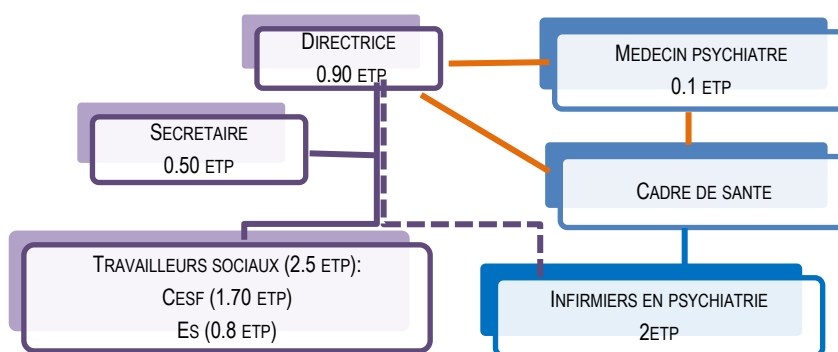 DIRECTRICE
0.90 ETP
MEDECIN PSYCHIATRE
0.1 ETP
SECRETAIRE
0.50 ETP
CADRE DE SANTE
TRAVAILLEURS SOCIAUX (2.5 ETP):
CESF (1.70 ETP)
ES (0.8 ETP)
INFIRMIERS EN PSYCHIATRIE
2ETP